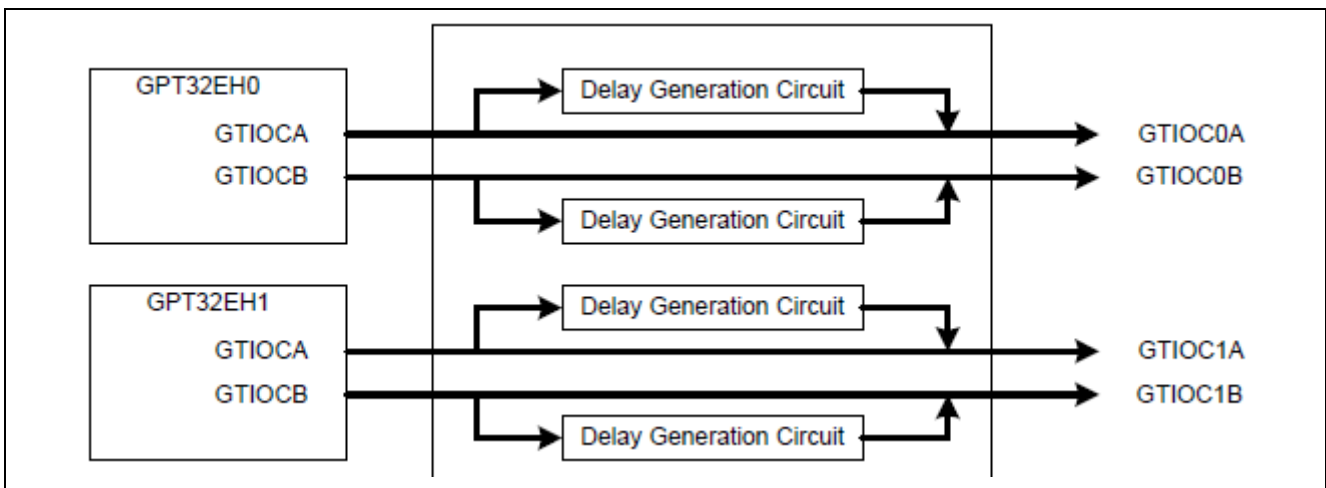 GPT32EH0
Delay Generation Circuit
GTIOCA
GTIOC0A
GTIOCB
GTIOC0B
Delay Generation Circuit
GPT32EH1
Delay Generation Circuit
GTIOCA
GTIOC1A
GTIOCB
GTIOC1B
Delay Generation Circuit